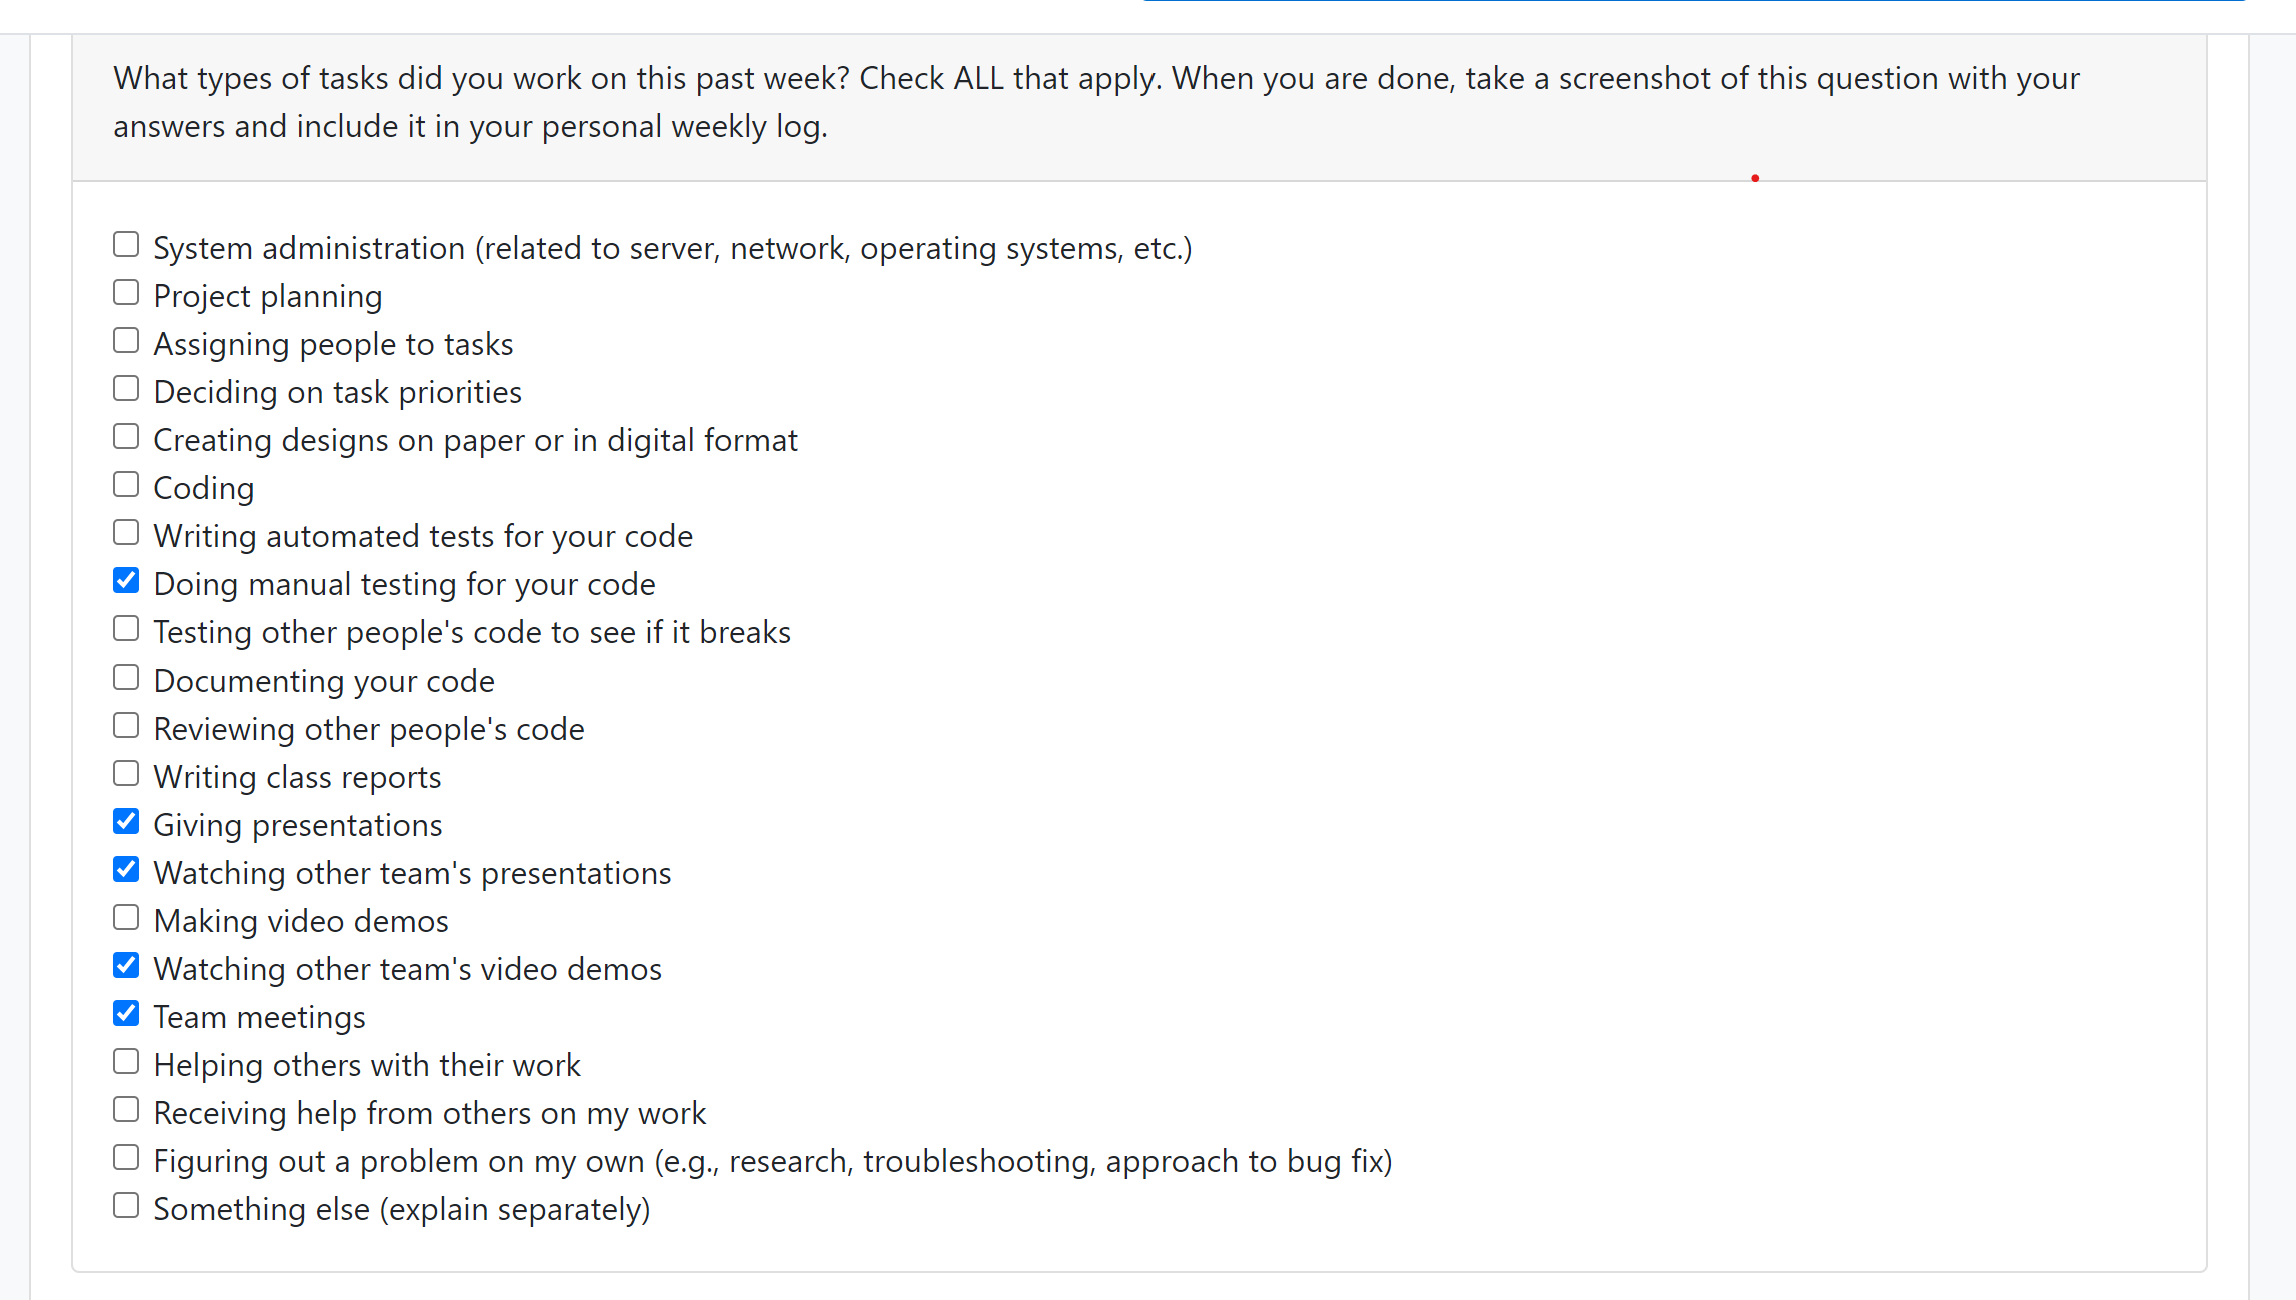 What types of tasks did you work on this past week? Check ALL that apply. When you are done, take a screenshot of this question with your
answers and include it in your personal weekly log.
System administration (related to server, network, operating systems, etc.)
Project planning
Assigning people to tasks
Deciding on task priorities
Creating designs on paper or in digital format
Coding
Writing automated tests for your code
Doing manual testing for your code
Testing other people's code to see if it breaks
Documenting your code
Reviewing other people's code
Writing class reports
Giving presentations
Watching other team's presentations
Making video demos
Watching other team's video demos
Team meetings
Helping others with their work
Receiving help from others on my work
Figuring out a problem on my own (e.g., research, troubleshooting, approach to bug fix)
Something else (explain separately)